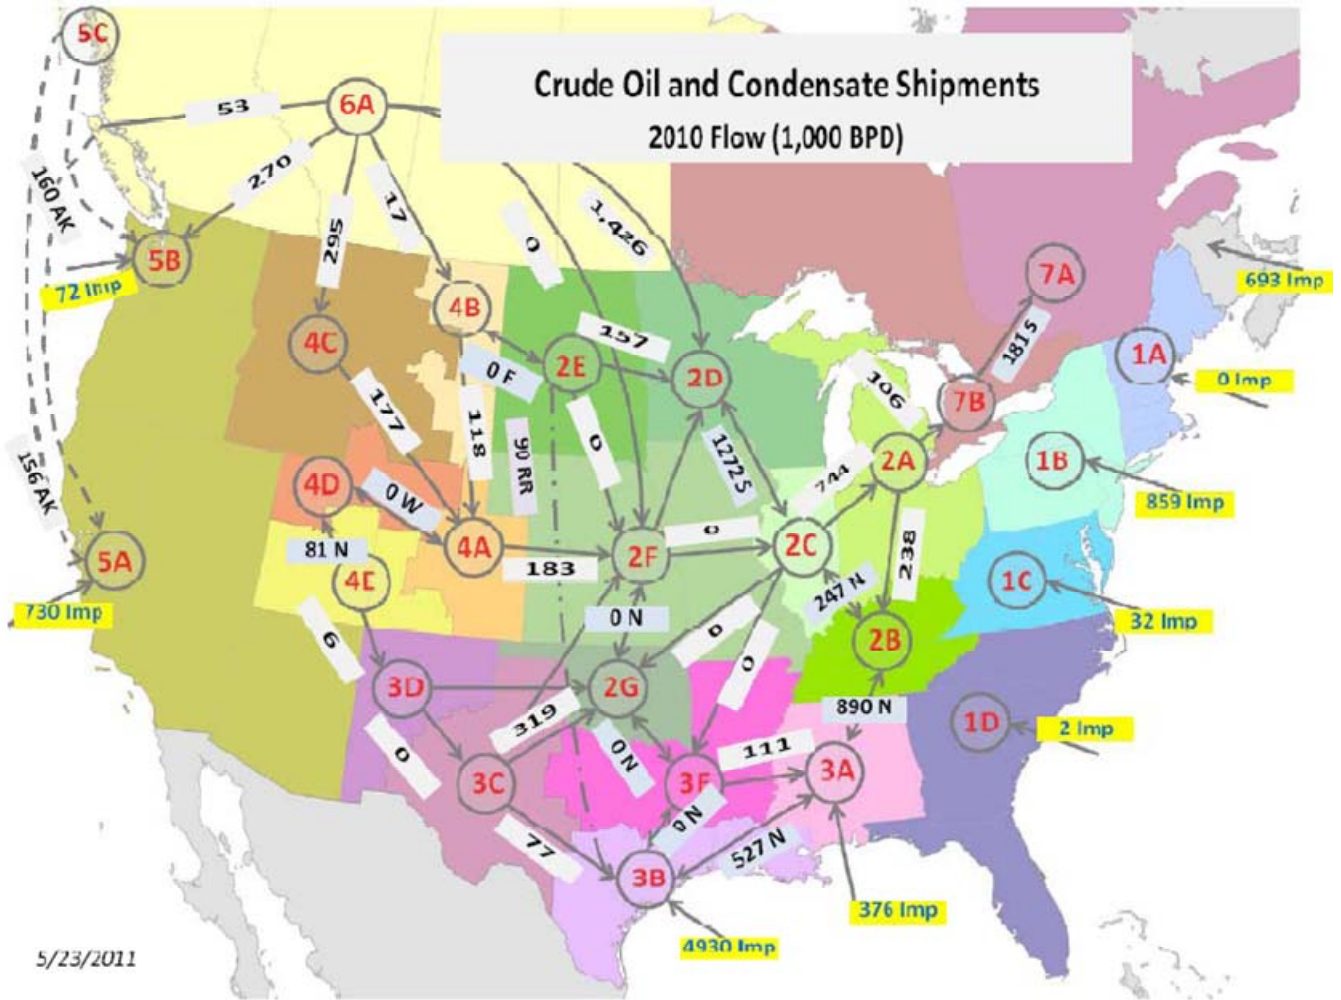 5C
Crude Oil and Condensate Shipments
2010 Flow (1,000 BPD)
53
6A
270
295
17
0
1,426
160 AK
5B
72 Imp
7A
693 Imp
4B
4C
157
0 F
2E
2D
181 S
1A
0 Imp
106
7B
177
118
90 RR
0
1272 S
744
2A
1B
859 Imp
4D
0 W
156 AK
5A
81 N
4E
4A
183
2F
0
2C
238
247 N
1C
32 Imp
730 Imp
6
0 N
0
0
2B
3D
2G
890 N
1D
2 Imp
0
319
0 N
111
3C
3F
3A
0 N
77
527 N
3B
376 Imp
4930 Imp
5/23/2011